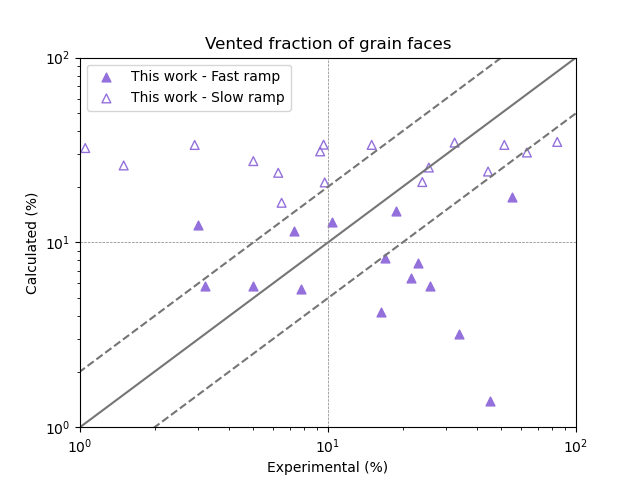 Vented fraction of grain faces
10²
This work - Fast ramp
This work - Slow ramp
Calculated (%)
10¹
10⁰
10⁰ 10¹ 10²
Experimental (%)